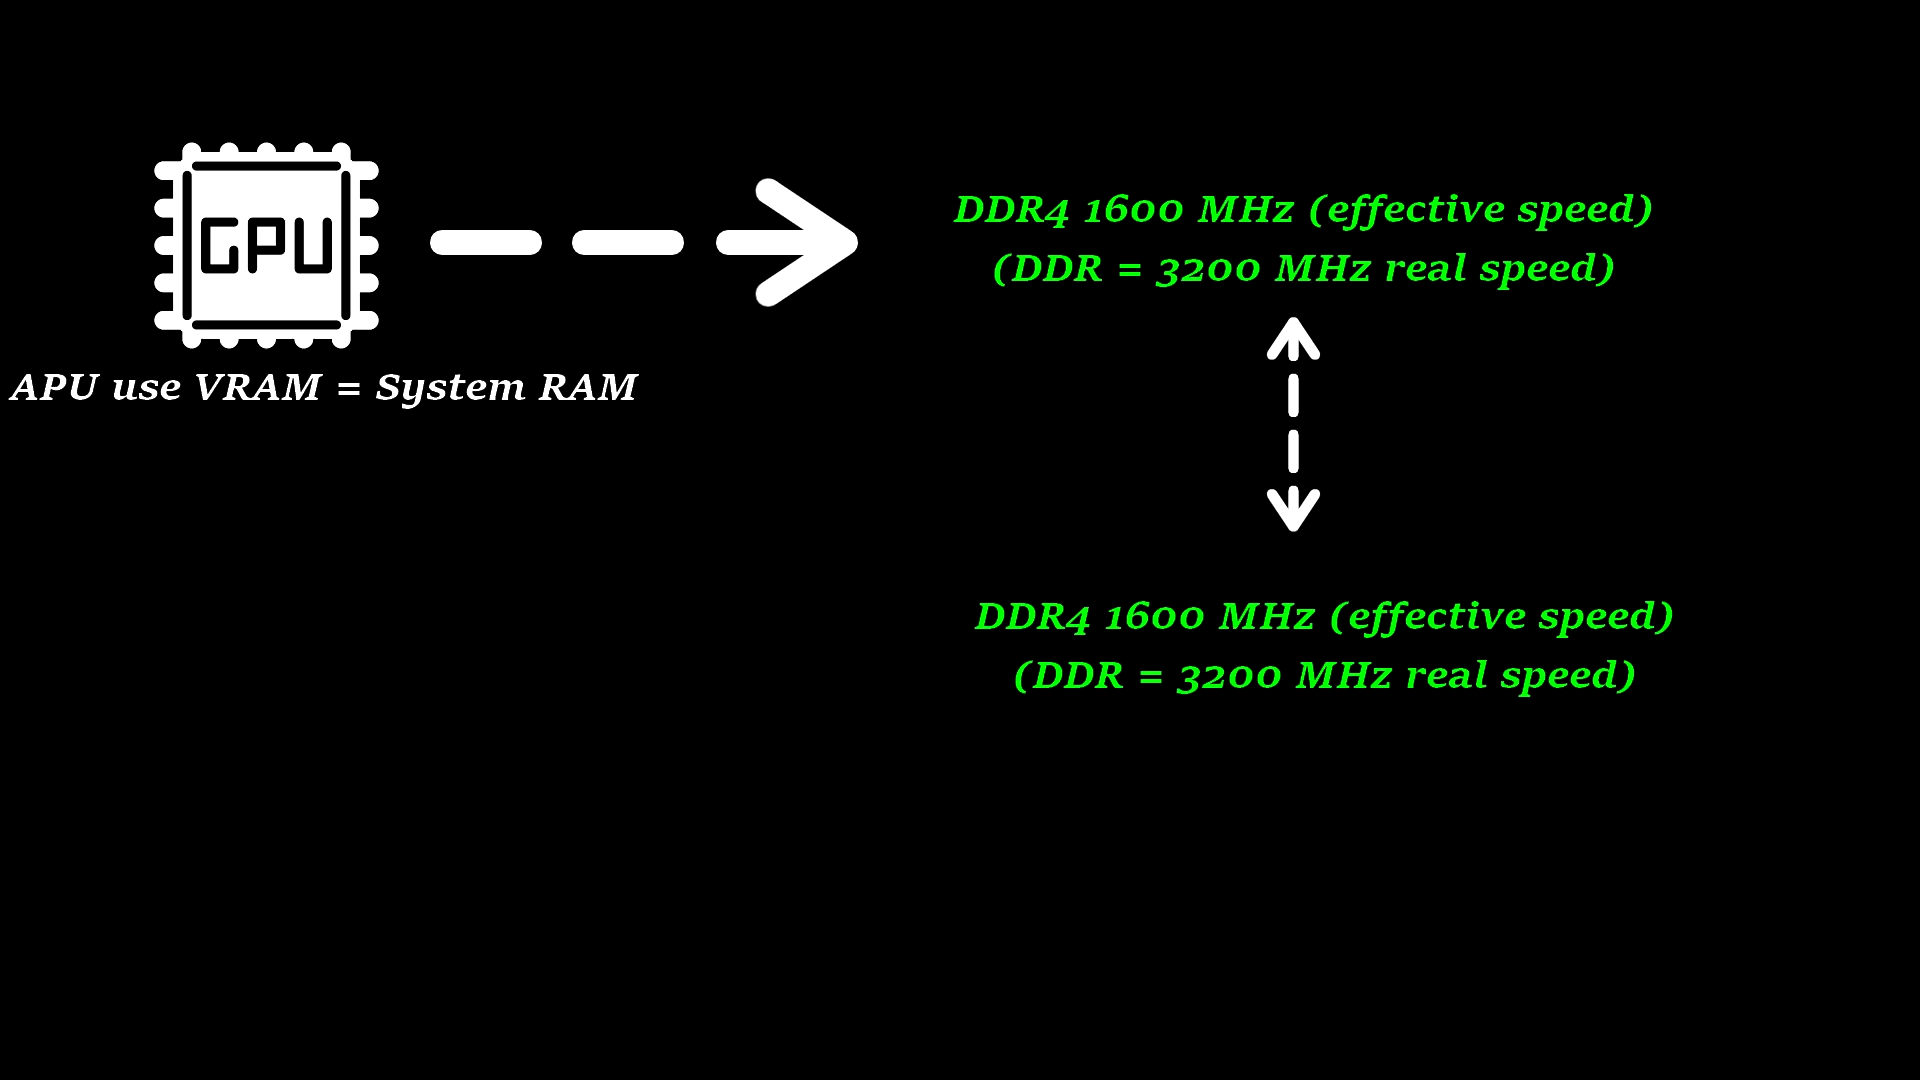 GPU
APU use VRAM = System RAM
DDR4 1600 MHz (effective speed)
(DDR = 3200 MHz real speed)
DDR4 1600 MHz (effective speed)
(DDR = 3200 MHz real speed)